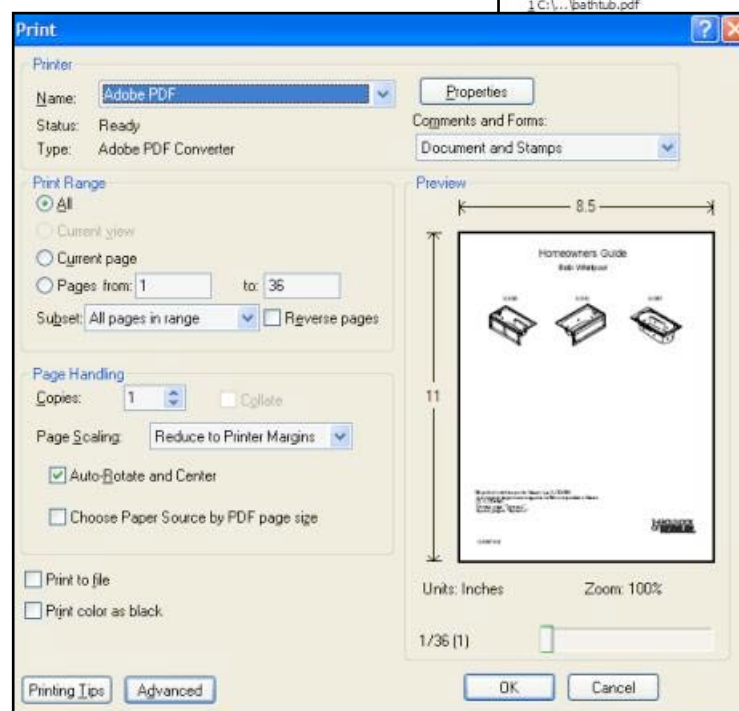 1 C:\...\bathtub.pdf
Print
Printer
Name: Adobe PDF
Properties
Status: Ready
Comments and Forms:
Type: Adobe PDF Converter
Document and Stamps
Print Range
All
Current view
Current page
Pages from: 1 to: 36
Subset: All pages in range
Reverse pages
Preview
8.5
11
Homeowners Guide
Bath Whirlpool
Page Handling
Copies: 1
Collate
Page Scaling: Reduce to Printer Margins
Auto-Rotate and Center
Choose Paper Source by PDF page size
Print to file
Print color as black
Units: Inches
Zoom: 100%
1/36 (1)
Printing Tips
Advanced
OK
Cancel